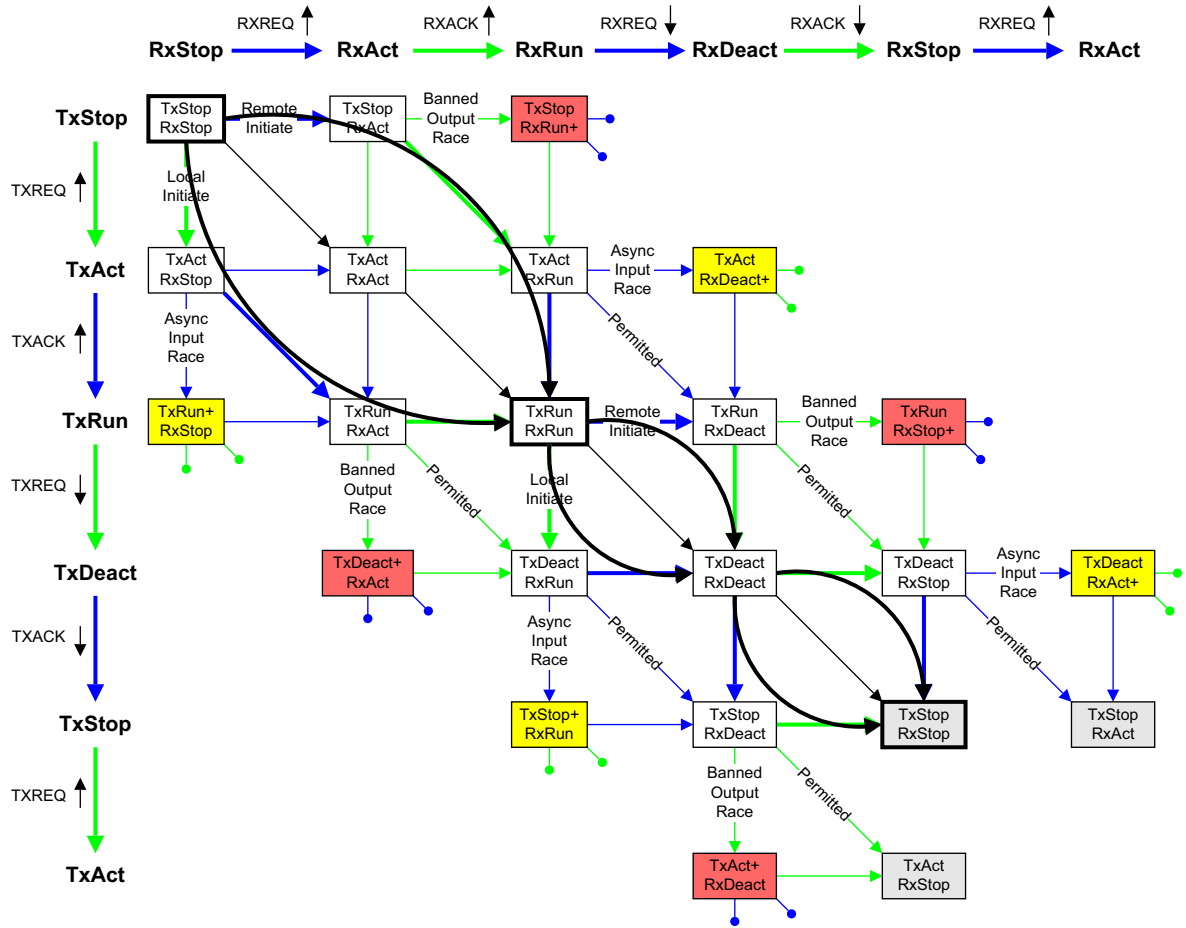 RXREQ
RXACK
RXREQ
RXACK
RXREQ
RxStop
RxAct
RxRun
RxDeact
RxStop
RxAct
TxStop
TxStop
RxStop
Remote
Initiate
TxStop
RxAct
Banned
Output
Race
TxStop
RxRun+
TXREQ
Local
Initiate
TxAct
TxAct
RxStop
TxAct
RxAct
TxAct
RxRun
Async
Input
Race
TxAct
RxDeact+
TXACK
Async
Input
Race
Permitted
TxRun
TxRun+
RxStop
TxRun
RxAct
TxRun
RxRun
Remote
Initiate
TxRun
RxDeact
Banned
Output
Race
TxRun
RxStop+
TXREQ
Banned
Output
Race
Permitted
Local
Initiate
Permitted
TxDeact
TxDeact+
RxAct
TxDeact
RxRun
TxDeact
RxDeact
TxDeact
RxStop
Async
Input
Race
TxDeact
RxAct+
TXACK
Async
Input
Race
Permitted
Permitted
TxStop
TxStop+
RxRun
TxStop
RxDeact
TxStop
RxStop
TxStop
RxAct
TXREQ
Banned
Output
Race
Permitted
TxAct
TxAct+
RxDeact
TxAct
RxStop